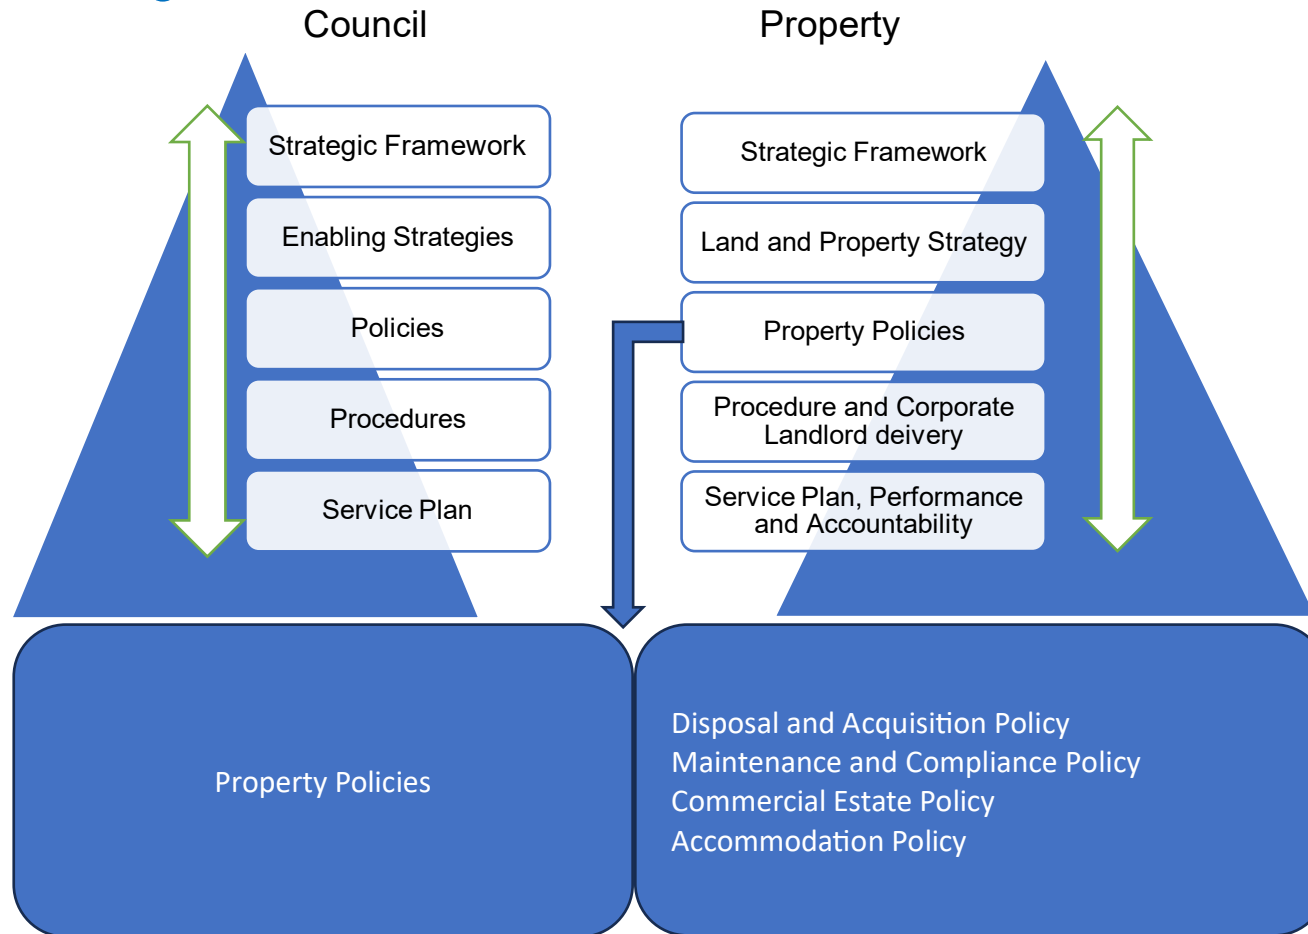 Council
Property
Strategic Framework
Enabling Strategies
Policies
Procedures
Service Plan
Strategic Framework
Land and Property Strategy
Property Policies
Procedure and Corporate
Landlord deivery
Service Plan, Performance
and Accountability
Property Policies
Disposal and Acquisition Policy
Maintenance and Compliance Policy
Commercial Estate Policy
Accommodation Policy